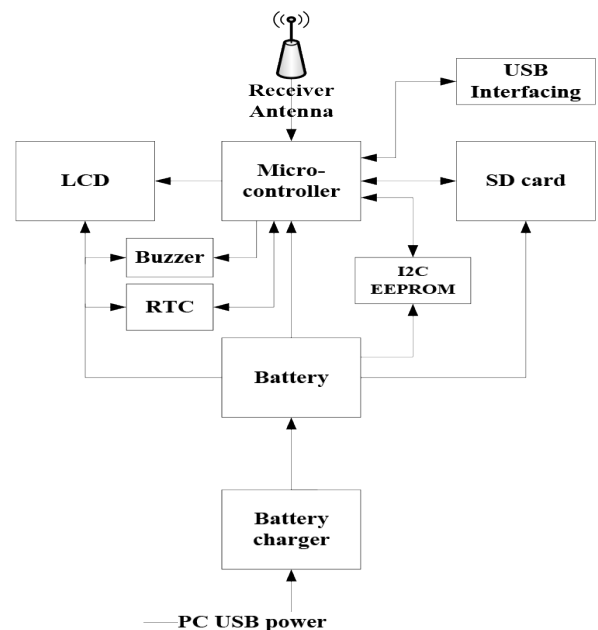 Receiver
Antenna
USB
Interfacing
LCD
Micro-
controller
SD card
Buzzer
I2C
EEPROM
RTC
Battery
Battery
charger
PC USB power